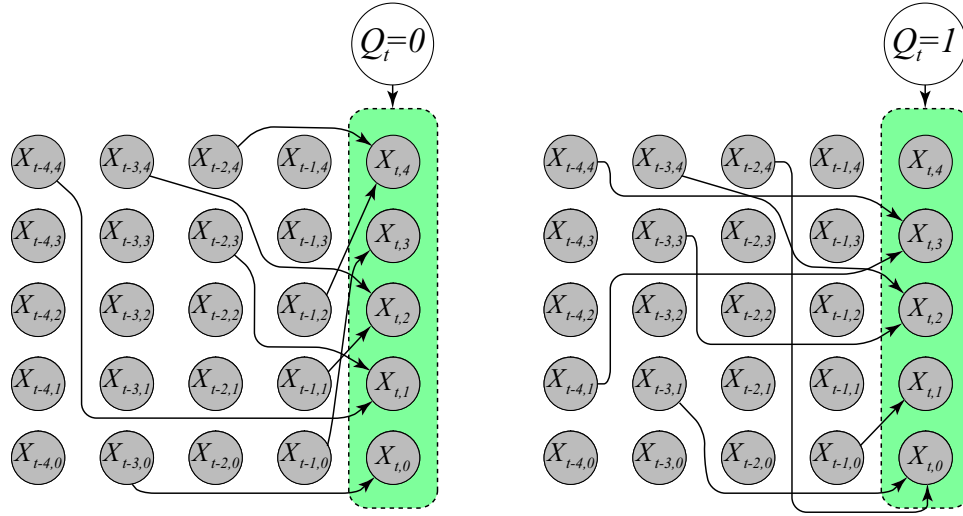 Q_t=0
X_{t-4,4} X_{t-3,4} X_{t-2,4} X_{t-1,4} X_{t,4}
X_{t-4,3} X_{t-3,3} X_{t-2,3} X_{t-1,3} X_{t,3}
X_{t-4,2} X_{t-3,2} X_{t-2,2} X_{t-1,2} X_{t,2}
X_{t-4,1} X_{t-3,1} X_{t-2,1} X_{t-1,1} X_{t,1}
X_{t-4,0} X_{t-3,0} X_{t-2,0} X_{t-1,0} X_{t,0}
Q_t=1
X_{t-4,4} X_{t-3,4} X_{t-2,4} X_{t-1,4} X_{t,4}
X_{t-4,3} X_{t-3,3} X_{t-2,3} X_{t-1,3} X_{t,3}
X_{t-4,2} X_{t-3,2} X_{t-2,2} X_{t-1,2} X_{t,2}
X_{t-4,1} X_{t-3,1} X_{t-2,1} X_{t-1,1} X_{t,1}
X_{t-4,0} X_{t-3,0} X_{t-2,0} X_{t-1,0} X_{t,0}